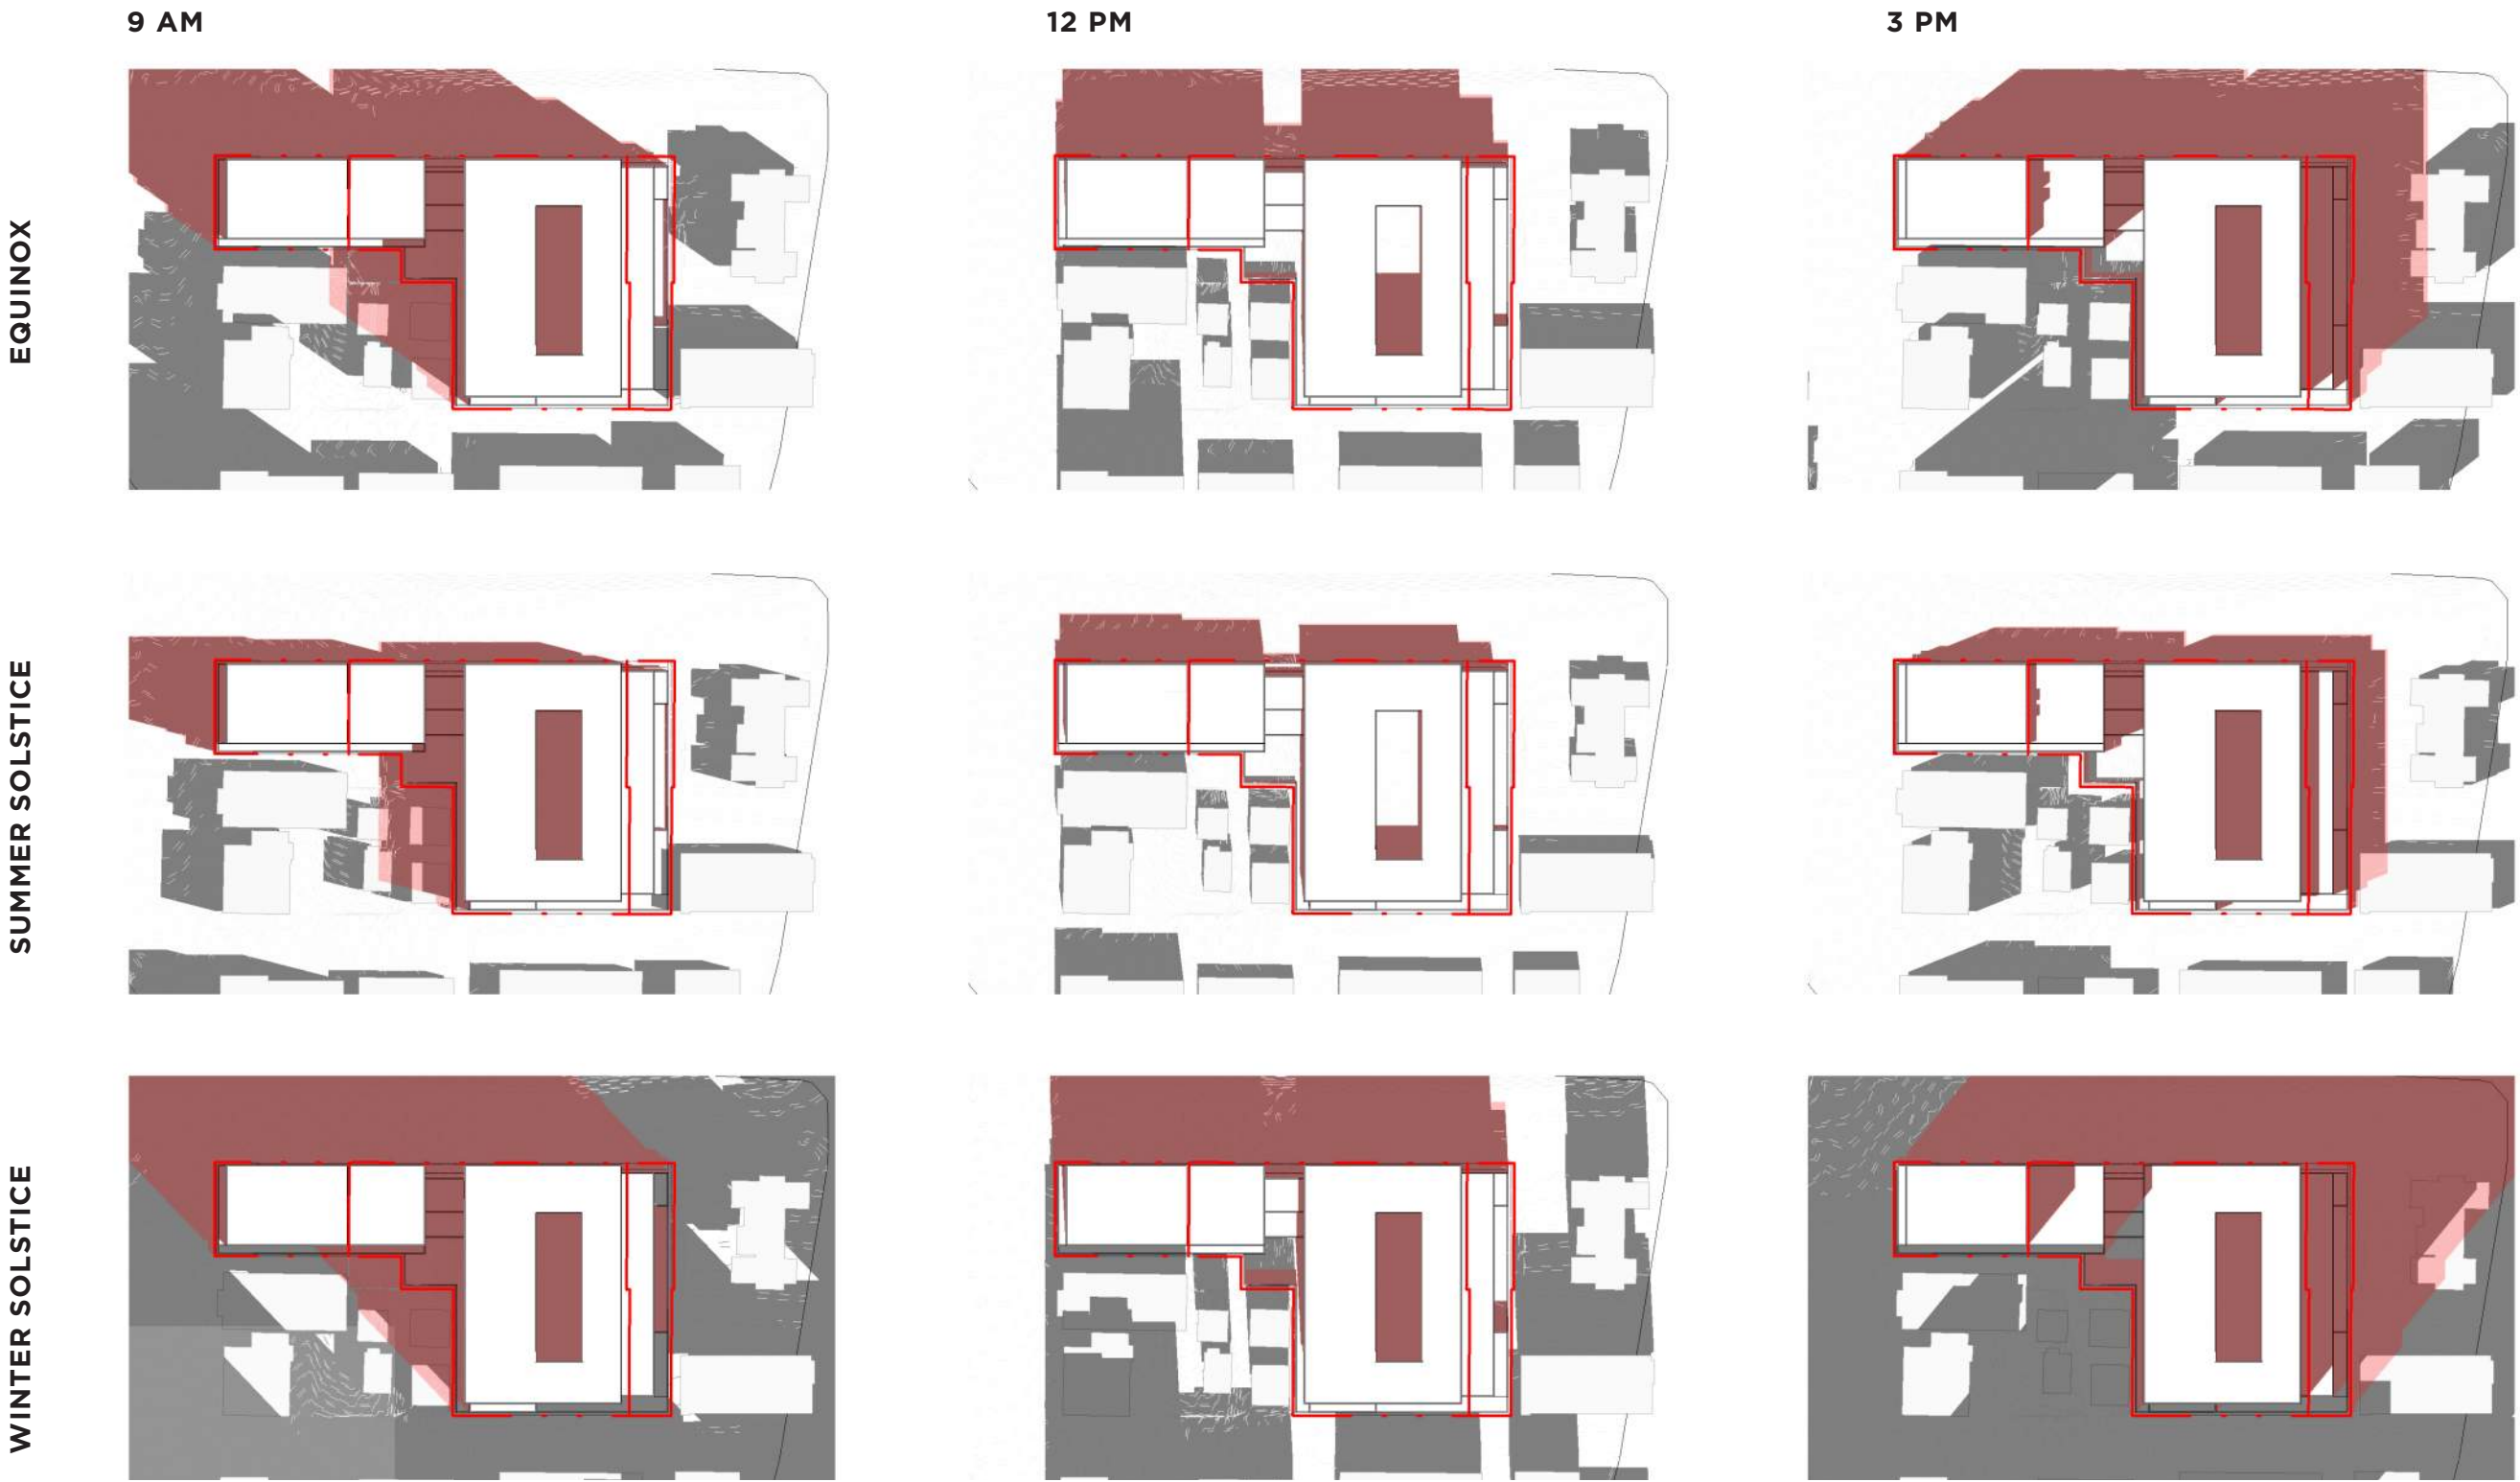 9 AM
12 PM
3 PM
EQUINOX
SUMMER SOLSTICE
WINTER SOLSTICE